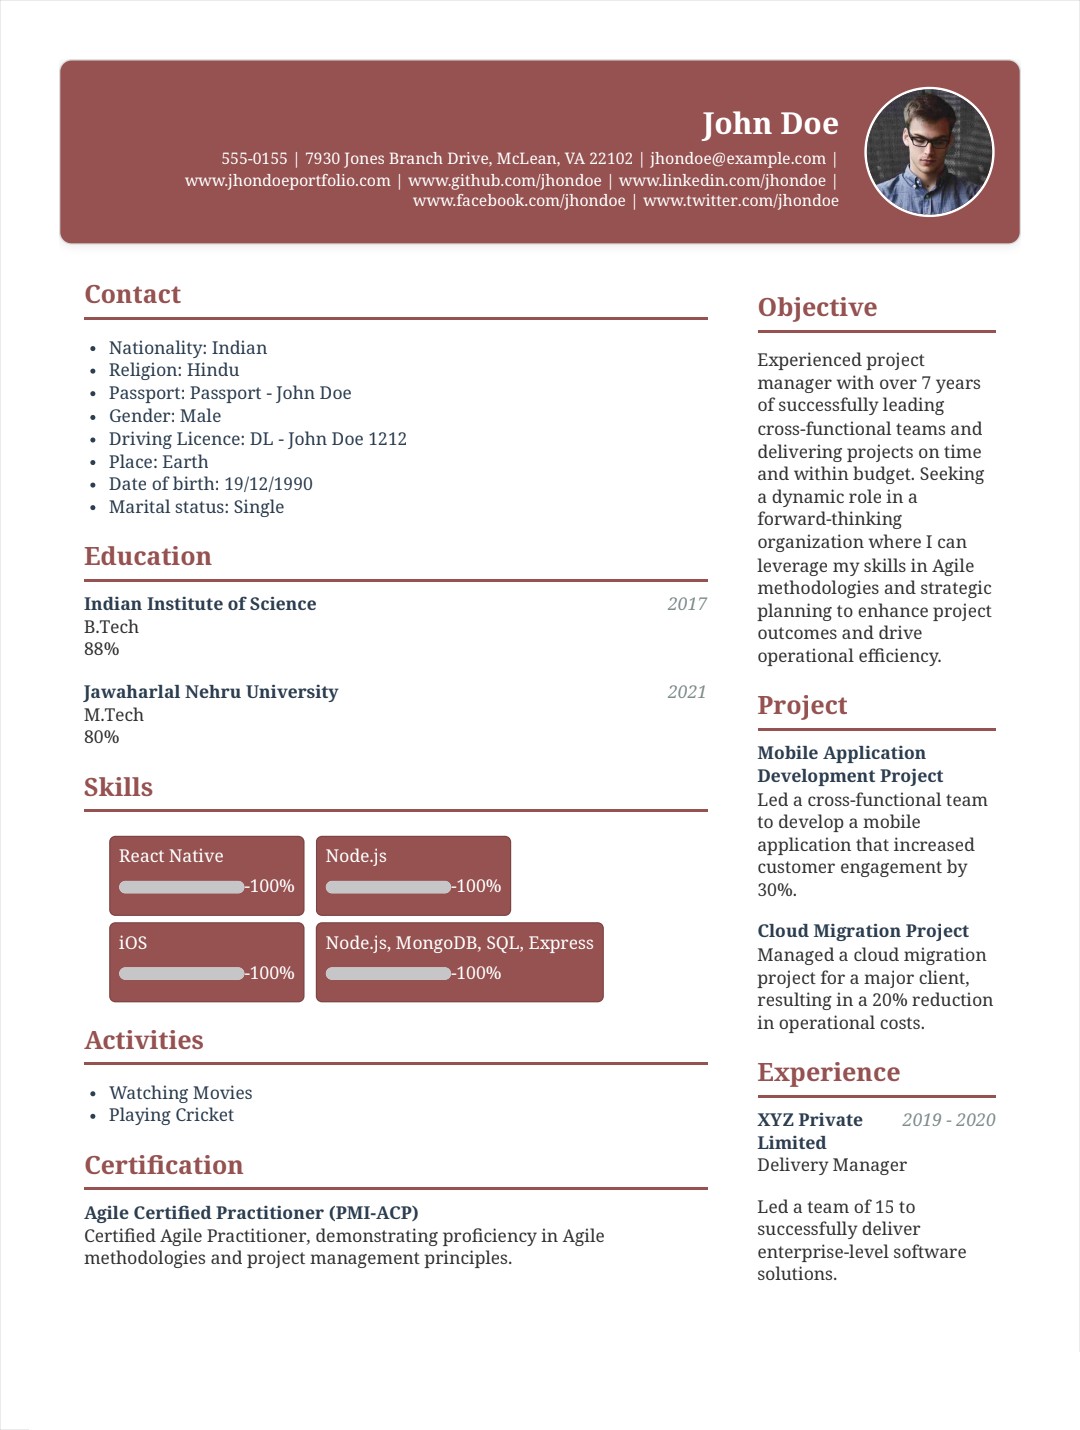 John Doe
555-0155 | 7930 Jones Branch Drive, McLean, VA 22102 | jhondoe@example.com |
www.jhondoeportfolio.com | www.github.com/jhondoe | www.linkedin.com/jhondoe |
www.facebook.com/jhondoe | www.twitter.com/jhondoe
Contact
• Nationality: Indian
• Religion: Hindu
• Passport: Passport - John Doe
• Gender: Male
• Driving Licence: DL - John Doe 1212
• Place: Earth
• Date of birth: 19/12/1990
• Marital status: Single
Education
Indian Institute of Science 2017
B.Tech
88%
Jawaharlal Nehru University 2021
M.Tech
80%
Skills
React Native
-100%
Node.js
-100%
iOS
-100%
Node.js, MongoDB, SQL, Express
-100%
Activities
• Watching Movies
• Playing Cricket
Certification
Agile Certified Practitioner (PMI-ACP)
Certified Agile Practitioner, demonstrating proficiency in Agile
methodologies and project management principles.
Objective
Experienced project
manager with over 7 years
of successfully leading
cross-functional teams and
delivering projects on time
and within budget. Seeking
a dynamic role in a
forward-thinking
organization where I can
leverage my skills in Agile
methodologies and strategic
planning to enhance project
outcomes and drive
operational efficiency.
Project
Mobile Application
Development Project
Led a cross-functional team
to develop a mobile
application that increased
customer engagement by
30%.
Cloud Migration Project
Managed a cloud migration
project for a major client,
resulting in a 20% reduction
in operational costs.
Experience
XYZ Private 2019 - 2020
Limited
Delivery Manager
Led a team of 15 to
successfully deliver
enterprise-level software
solutions.